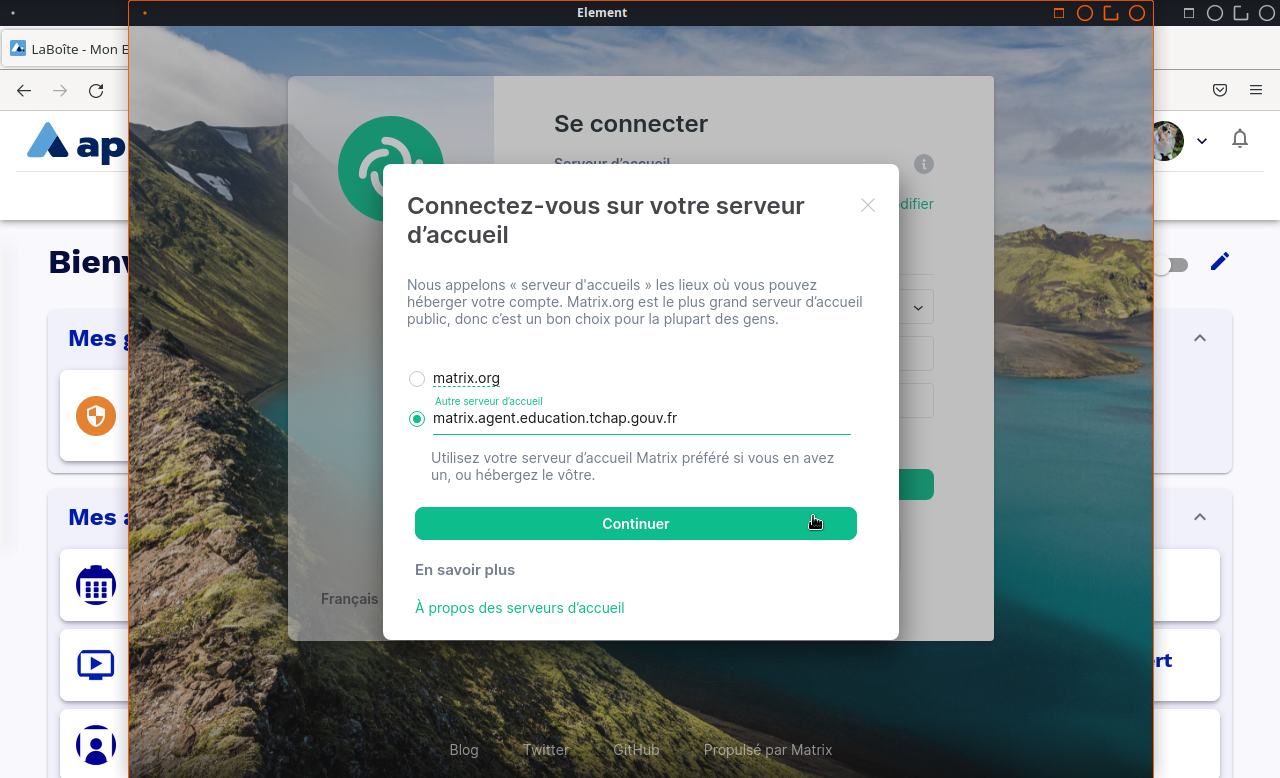 Element
LaBoîte - Mon E
ap
Se connecter
Serveur d'accueil
Connectez-vous sur votre serveur
d'accueil
odifier
Bienv
Nous appelons « serveur d'accueils » les lieux où vous pouvez
héberger votre compte. Matrix.org est le plus grand serveur d'accueil
public, donc c'est un bon choix pour la plupart des gens.
Mes g
matrix.org
Autre serveur d'accueil
matrix.agent.education.tchap.gouv.fr
Utilisez votre serveur d'accueil Matrix préféré si vous en avez
un, ou hébergez le vôtre.
Mes a
Continuer
En savoir plus
Français
À propos des serveurs d'accueil
ert
Blog Twitter GitHub Propulsé par Matrix